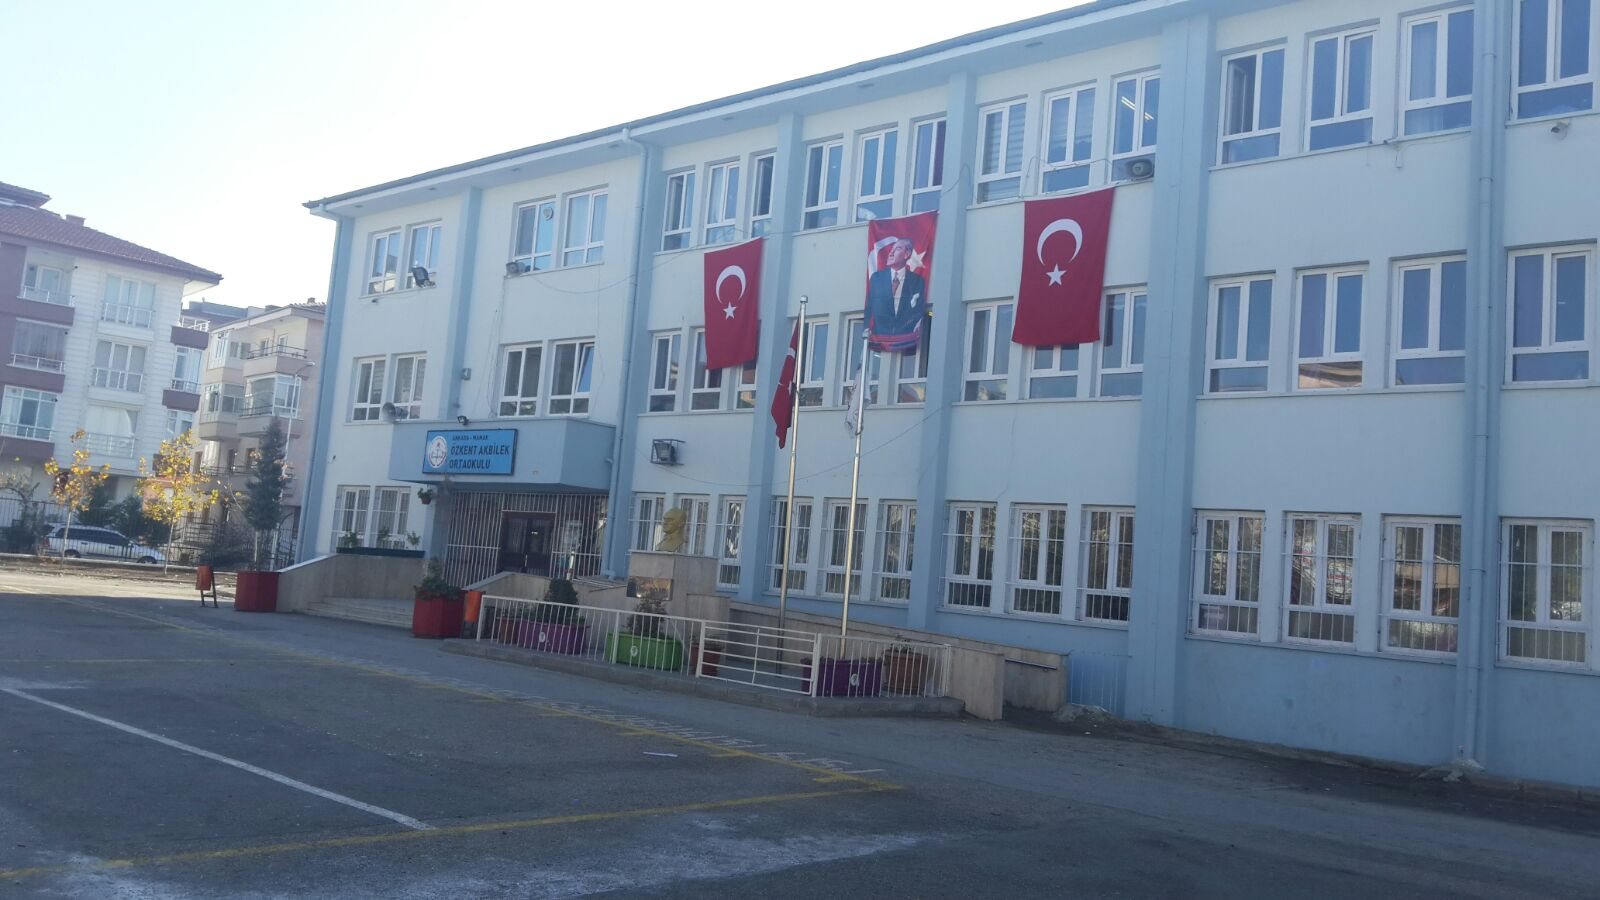 ANKARA - MAMAK
ÖZKENT AKBİLEK
ORTAOKULU